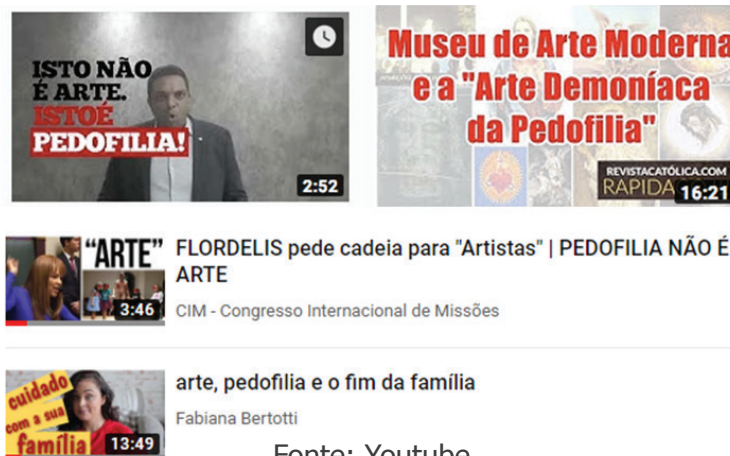 ISTO NÃO
É ARTE.
ISTOÉ
PEDOFILIA!
2:52
Museu de Arte Moderna
e a "Arte Demoníaca
da Pedofilia"
REVISTACATÓLICA.COM
RAPIDA
16:21
"ARTE"
3:46
FLORDELIS pede cadeia para "Artistas" | PEDOFILIA NÃO É
ARTE
CIM - Congresso Internacional de Missões
cuidado
com a sua
família
13:49
arte, pedofilia e o fim da família
Fabiana Bertotti
Fonte: Youtube